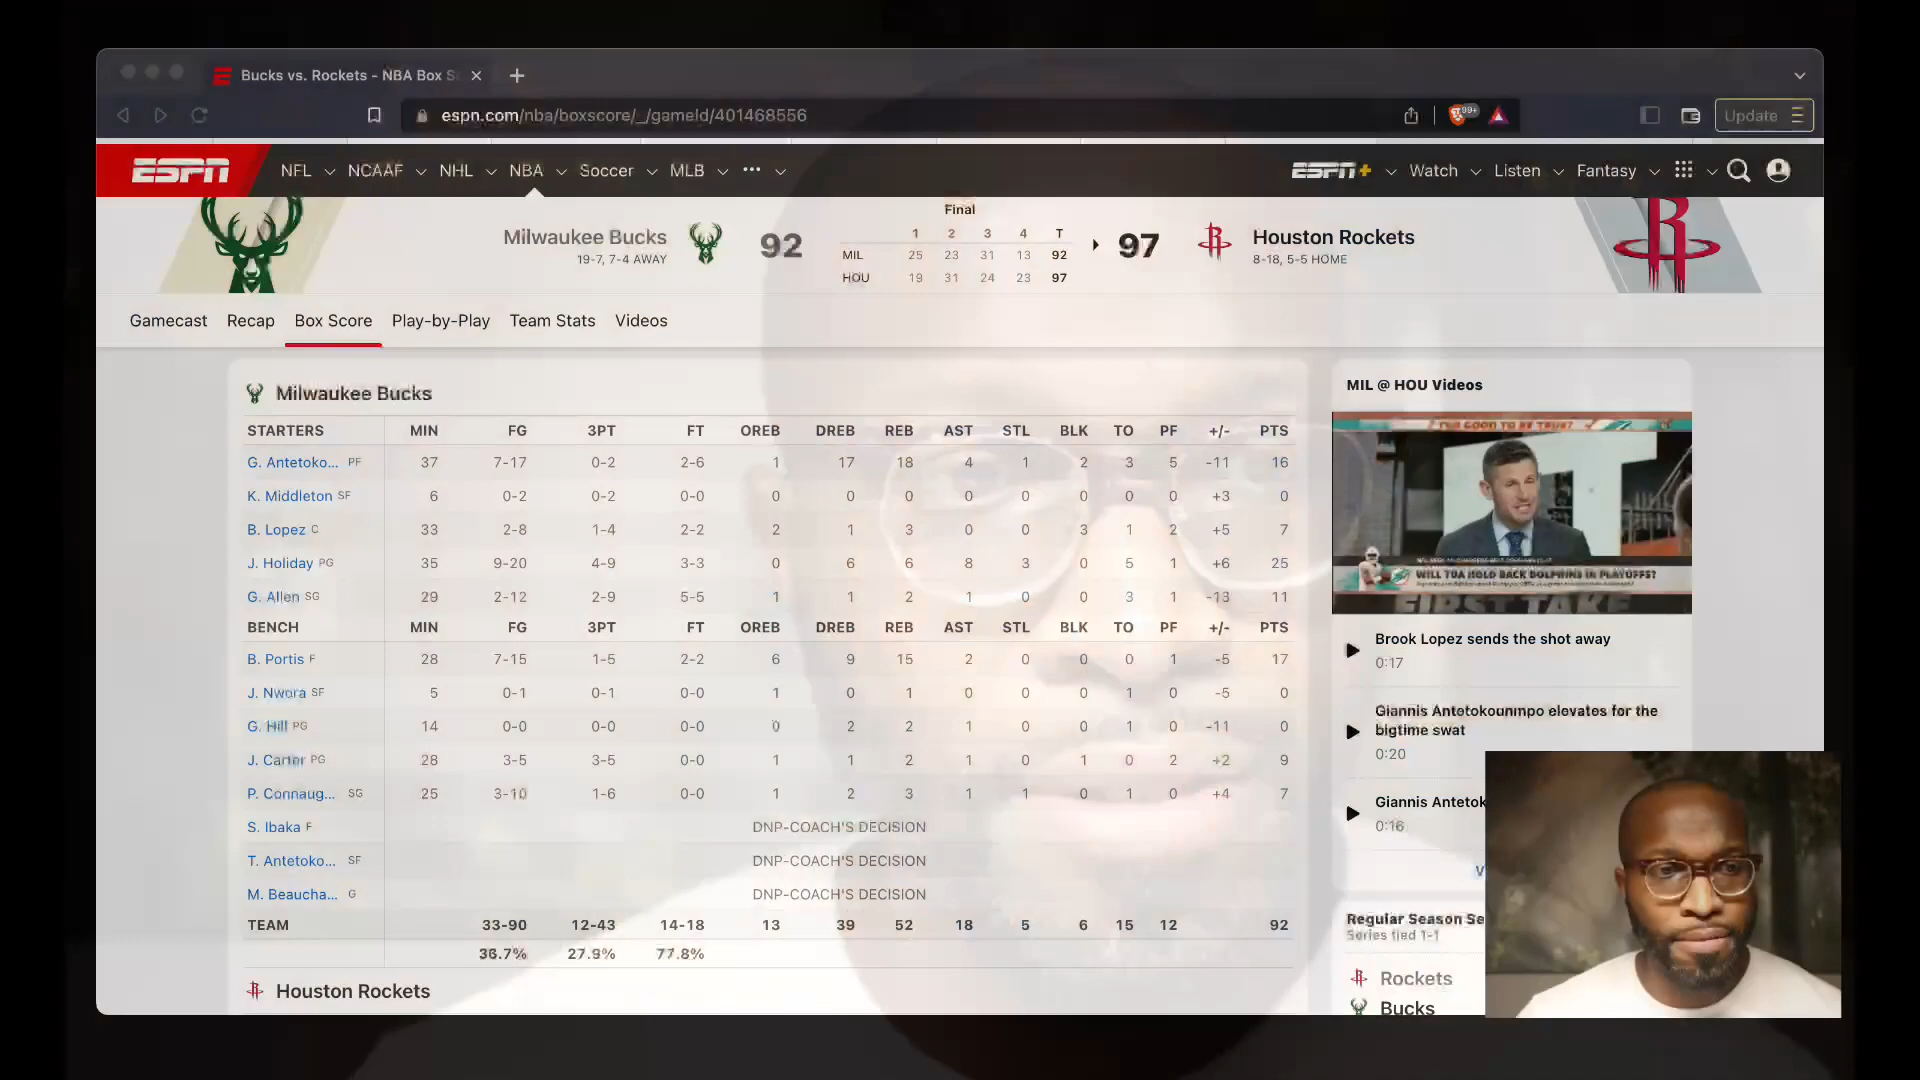 Bucks vs. Rockets - NBA Box S
espn.com/nba/boxscore/_/gameId/401468556
99+
Update
ESPN NFL NCAAF NHL NBA Soccer MLB ••• ESPN+ Watch Listen Fantasy
Final
Milwaukee Bucks 92 97 Houston Rockets
19-7, 7-4 AWAY 8-18, 5-5 HOME
1 2 3 4 T
MIL 25 23 31 13 92
HOU 19 31 24 23 97
Gamecast Recap Box Score Play-by-Play Team Stats Videos
Milwaukee Bucks
STARTERS MIN FG 3PT FT OREB DREB REB AST STL BLK TO PF +/- PTS
G. Antetoko... PF 37 7-17 0-2 2-6 1 17 18 4 1 2 3 5 -11 16
K. Middleton SF 6 0-2 0-2 0-0 0 0 0 0 0 0 0 0 +3 0
B. Lopez C 33 2-8 1-4 2-2 2 1 3 0 0 3 1 2 +5 7
J. Holiday PG 35 9-20 4-9 3-3 0 6 6 8 3 0 5 1 +6 25
G. Allen SG 29 2-12 2-9 5-5 1 1 2 1 0 0 3 1 -13 11
BENCH MIN FG 3PT FT OREB DREB REB AST STL BLK TO PF +/- PTS
B. Portis F 28 7-15 1-5 2-2 6 9 15 2 0 0 0 1 -5 17
J. Nwora SF 5 0-1 0-1 0-0 1 0 1 0 0 0 1 0 -5 0
G. Hill PG 14 0-0 0-0 0-0 0 2 2 1 0 0 1 0 -11 0
J. Carter PG 28 3-5 3-5 0-0 1 1 2 1 0 1 0 2 +2 9
P. Connaug... SG 25 3-10 1-6 0-0 1 2 3 1 1 0 1 0 +4 7
S. Ibaka F DNP-COACH'S DECISION
T. Antetoko... SF DNP-COACH'S DECISION
M. Beaucha... G DNP-COACH'S DECISION
TEAM 33-90 12-43 14-18 13 39 52 18 5 6 15 12 92
36.7% 27.9% 77.8%
Houston Rockets
MIL @ HOU Videos
WILL TUA HOLD BACK DOLPHINS IN PLAYOFFS?
FIRST TAKE
Brook Lopez sends the shot away
0:17
Giannis Antetokounmpo elevates for the
bigtime swat
0:20
Giannis Antetok
0:16
V
Regular Season Se
Series tied 1-1
Rockets
Bucks